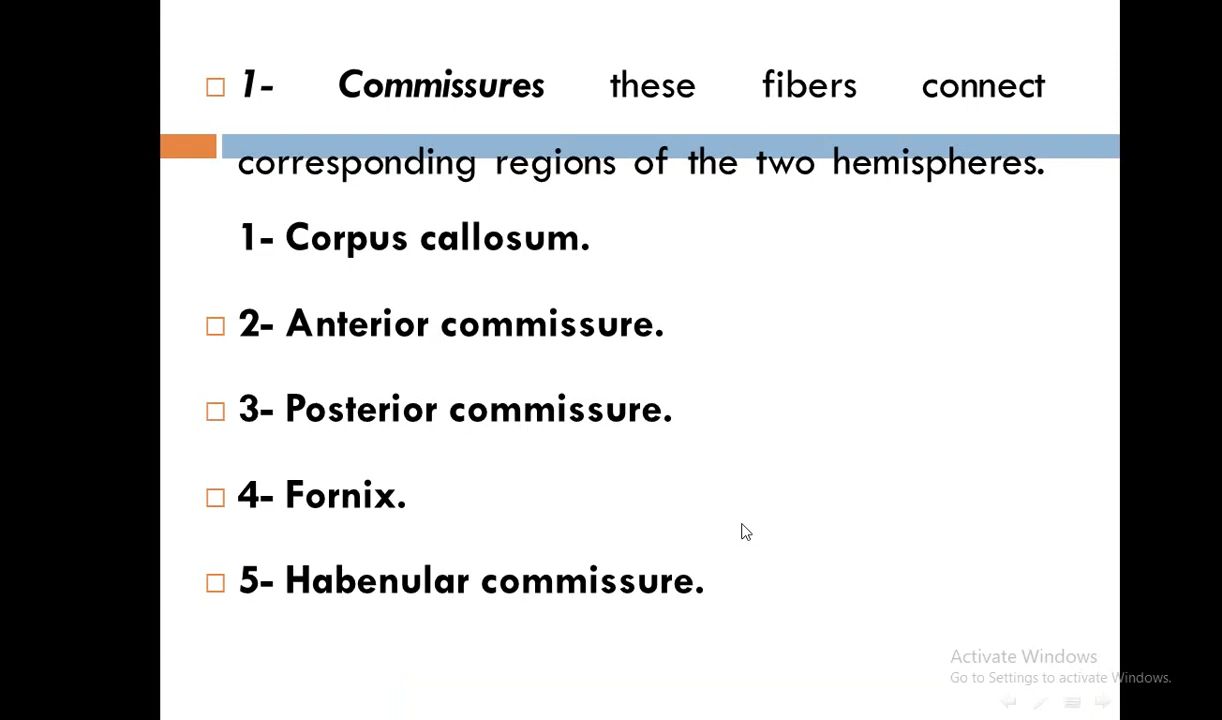 1- Commissures these fibers connect
corresponding regions of the two hemispheres.
1- Corpus callosum.
2- Anterior commissure.
3- Posterior commissure.
4- Fornix.
5- Habenular commissure.
Activate Windows
Go to Settings to activate Windows.